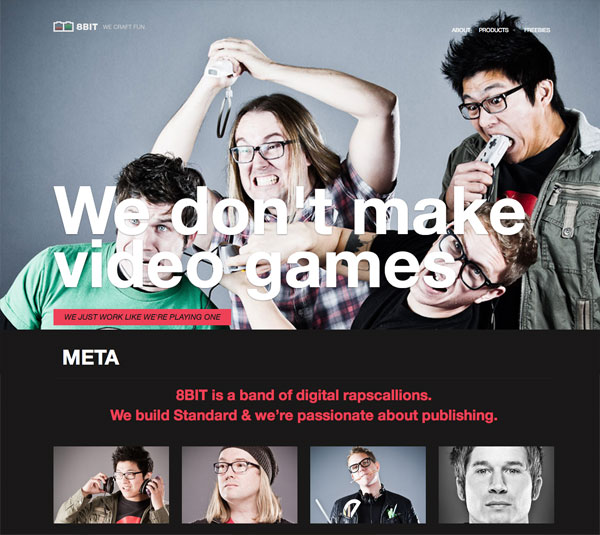 8BIT WE CRAFT FUN
ABOUT PRODUCTS FREEBIES
We don't make
video games
WE JUST WORK LIKE WE'RE PLAYING ONE
META
8BIT is a band of digital rapscallions.
We build Standard & we're passionate about publishing.